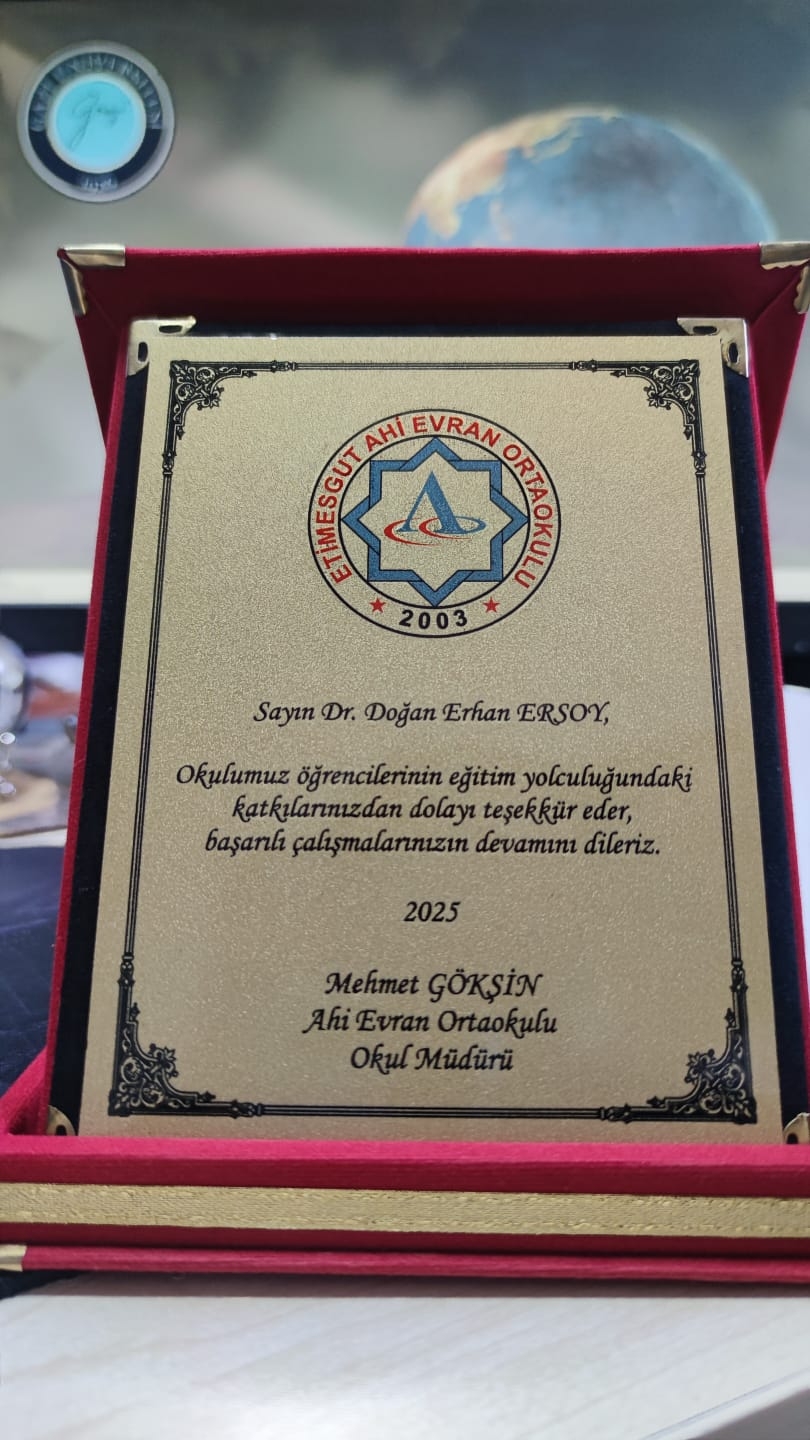 ETİMESGUT AHİ EVRAN ORTAOKULU
2003
Sayın Dr. Doğan Erhan ERSOY,
Okulumuz öğrencilerinin eğitim yolculuğundaki
katkılarınızdan dolayı teşekkür eder,
başarılı çalışmalarınızın devamını dileriz.
2025
Mehmet GÖKŞİN
Ahi Evran Ortaokulu
Okul Müdürü